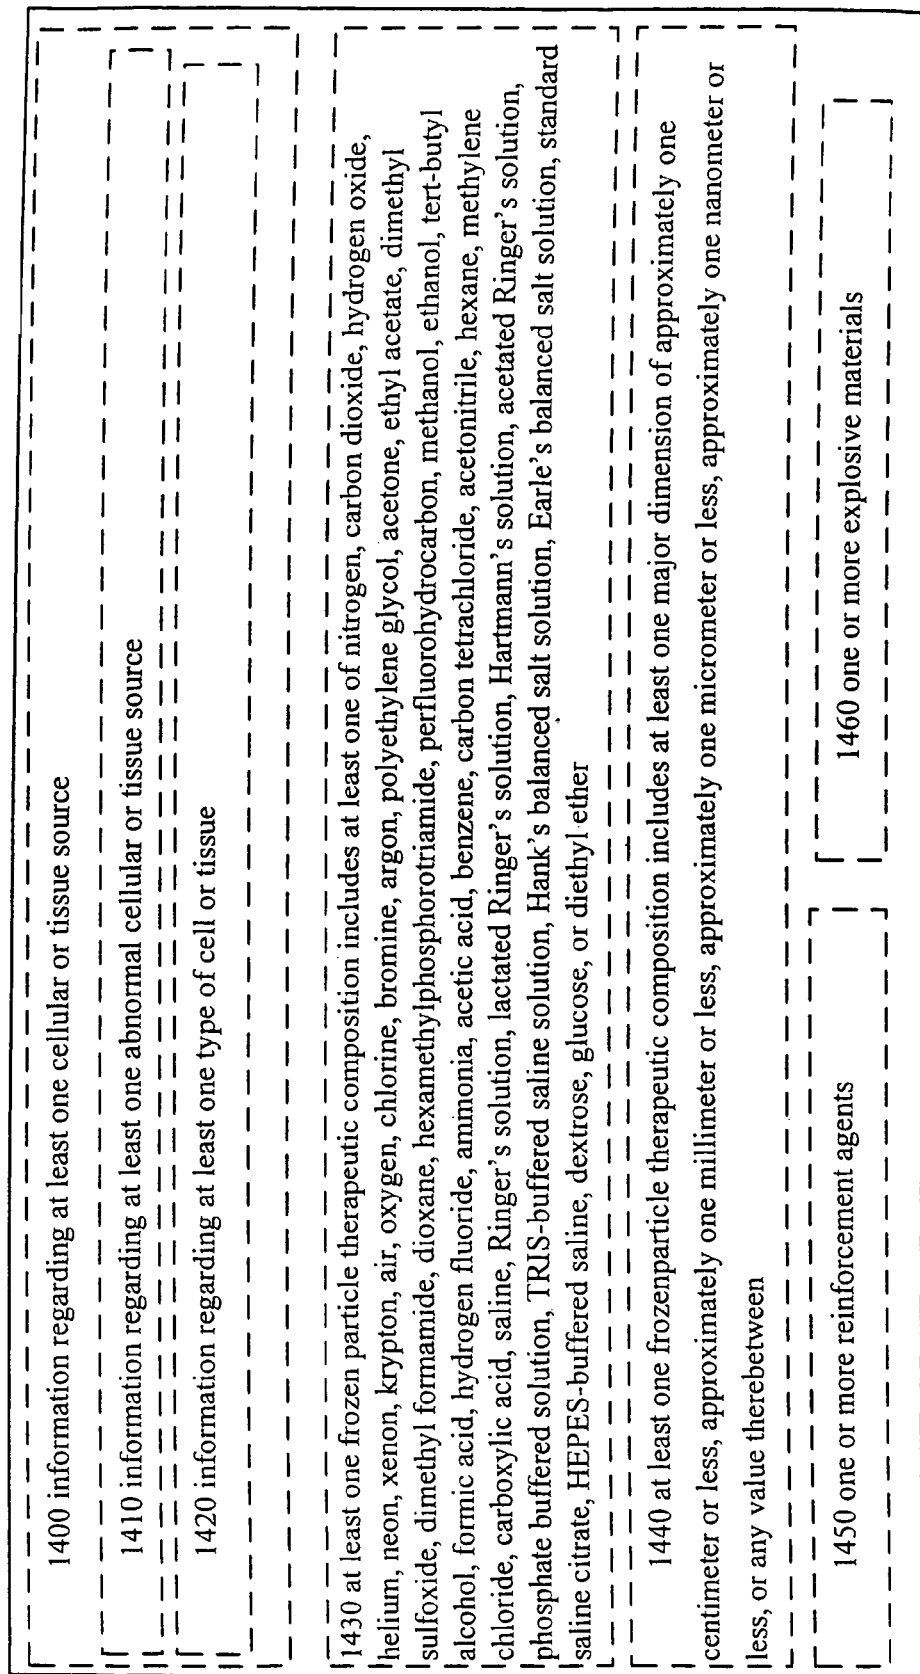 1400 information regarding at least one cellular or tissue source
1410 information regarding at least one abnormal cellular or tissue source
1420 information regarding at least one type of cell or tissue
1430 at least one frozen particle therapeutic composition includes at least one of nitrogen, carbon dioxide, hydrogen oxide,
helium, neon, xenon, krypton, air, oxygen, chlorine, bromine, argon, polyethylene glycol, acetone, ethyl acetate, dimethyl
sulfoxide, dimethyl formamide, dioxane, hexamethylphosphorotriamide, perfluorohydrocarbon, methanol, ethanol, tert-butyl
alcohol, formic acid, hydrogen fluoride, ammonia, acetic acid, benzene, carbon tetrachloride, acetonitrile, hexane, methylene
chloride, carboxylic acid, saline, Ringer's solution, lactated Ringer's solution, Hartmann's solution, acetated Ringer's solution,
phosphate buffered solution, TRIS-buffered saline solution, Hank's balanced salt solution, Earle's balanced salt solution, standard
saline citrate, HEPES-buffered saline, dextrose, glucose, or diethyl ether
1440 at least one frozenparticle therapeutic composition includes at least one major dimension of approximately one
centimeter or less, approximately one millimeter or less, approximately one micrometer or less, approximately one nanometer or
less, or any value therebetween
1450 one or more reinforcement agents
1460 one or more explosive materials